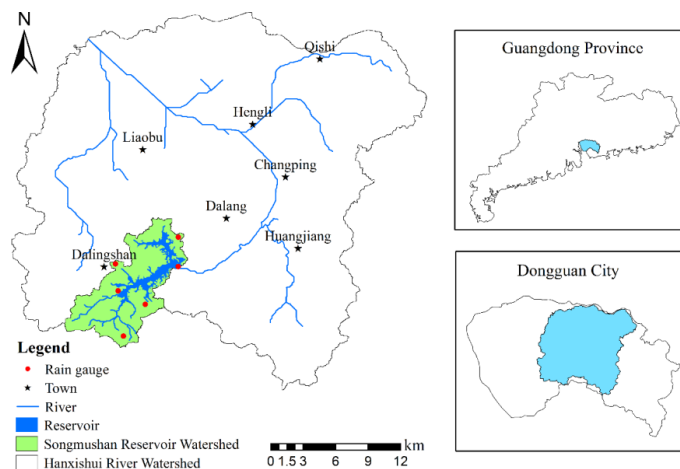 N
Qishi
Hengli
Liaobu
Changping
Dalang
Huangjiang
Dalingshan
Legend
Rain gauge
Town
River
Reservoir
Songmushan Reservoir Watershed
Hanxishui River Watershed
km
0 1.5 3 6 9 12
Guangdong Province
Dongguan City